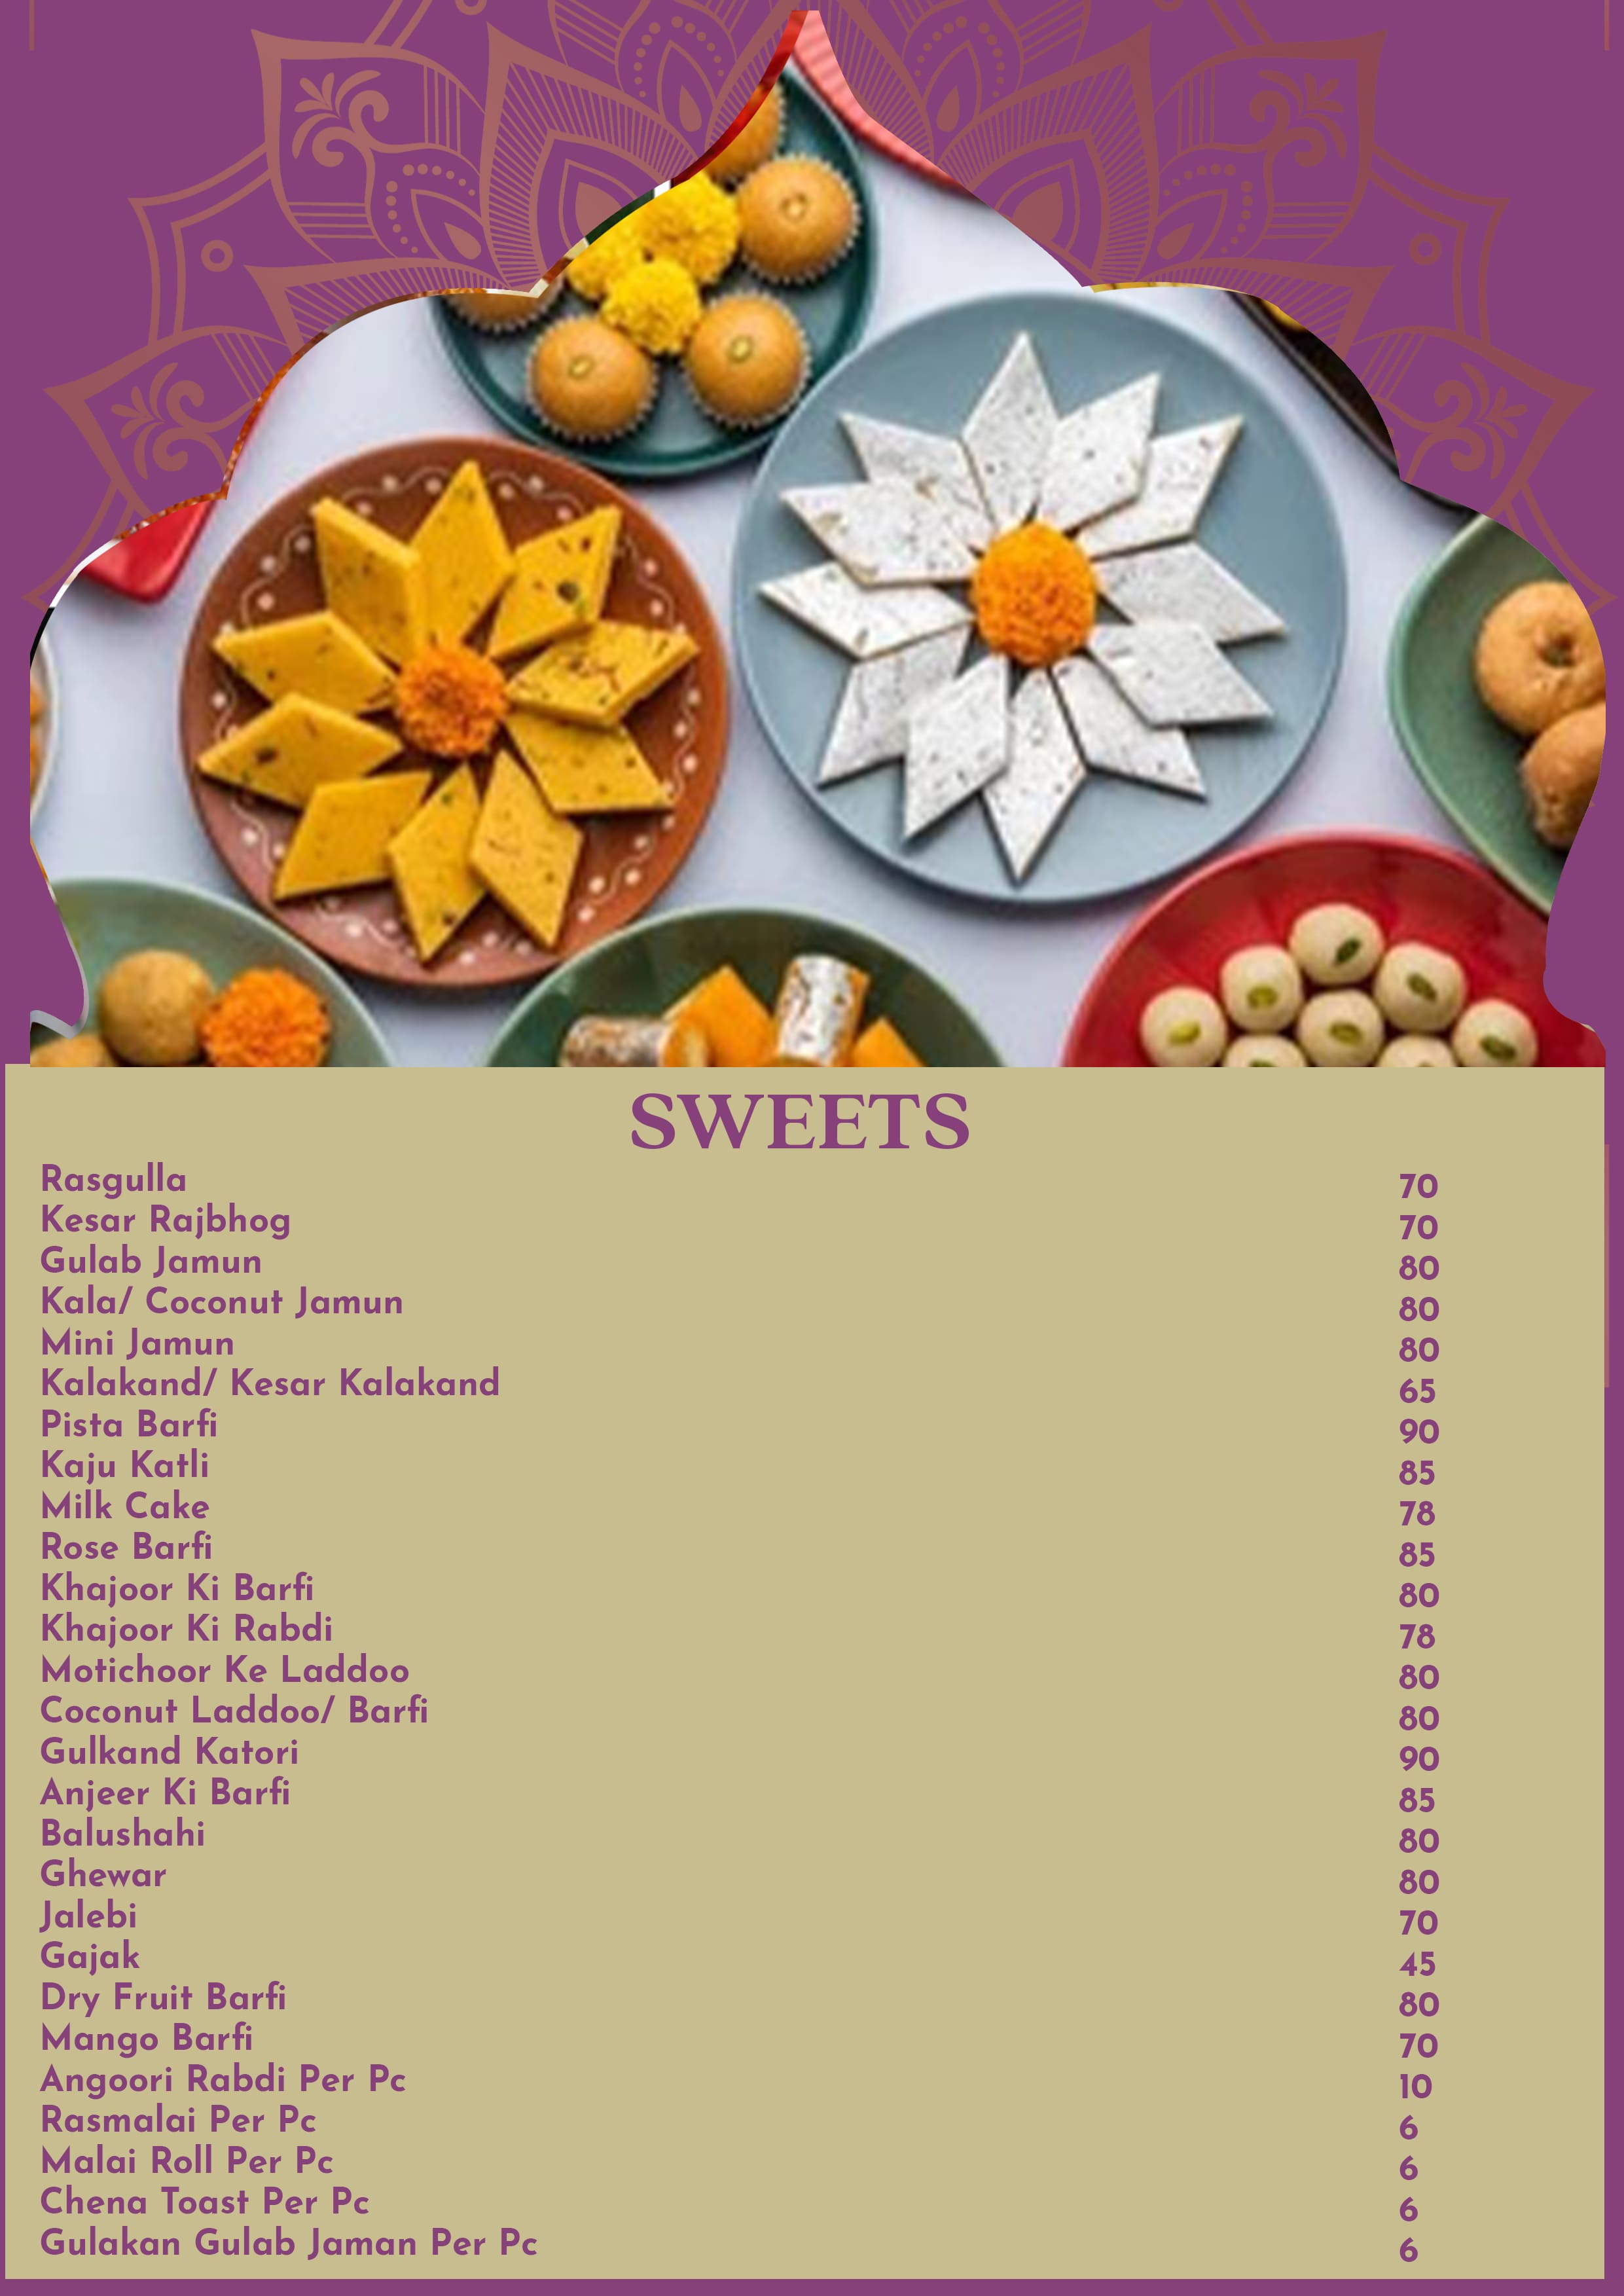 SWEETS
Rasgulla 70
Kesar Rajbhog 70
Gulab Jamun 80
Kala/ Coconut Jamun 80
Mini Jamun 80
Kalakand/ Kesar Kalakand 65
Pista Barfi 90
Kaju Katli 85
Milk Cake 78
Rose Barfi 85
Khajoor Ki Barfi 80
Khajoor Ki Rabdi 78
Motichoor Ke Laddoo 80
Coconut Laddoo/ Barfi 80
Gulkand Katori 90
Anjeer Ki Barfi 85
Balushahi 80
Ghewar 80
Jalebi 70
Gajak 45
Dry Fruit Barfi 80
Mango Barfi 70
Angoori Rabdi Per Pc 10
Rasmalai Per Pc 6
Malai Roll Per Pc 6
Chena Toast Per Pc 6
Gulakan Gulab Jaman Per Pc 6